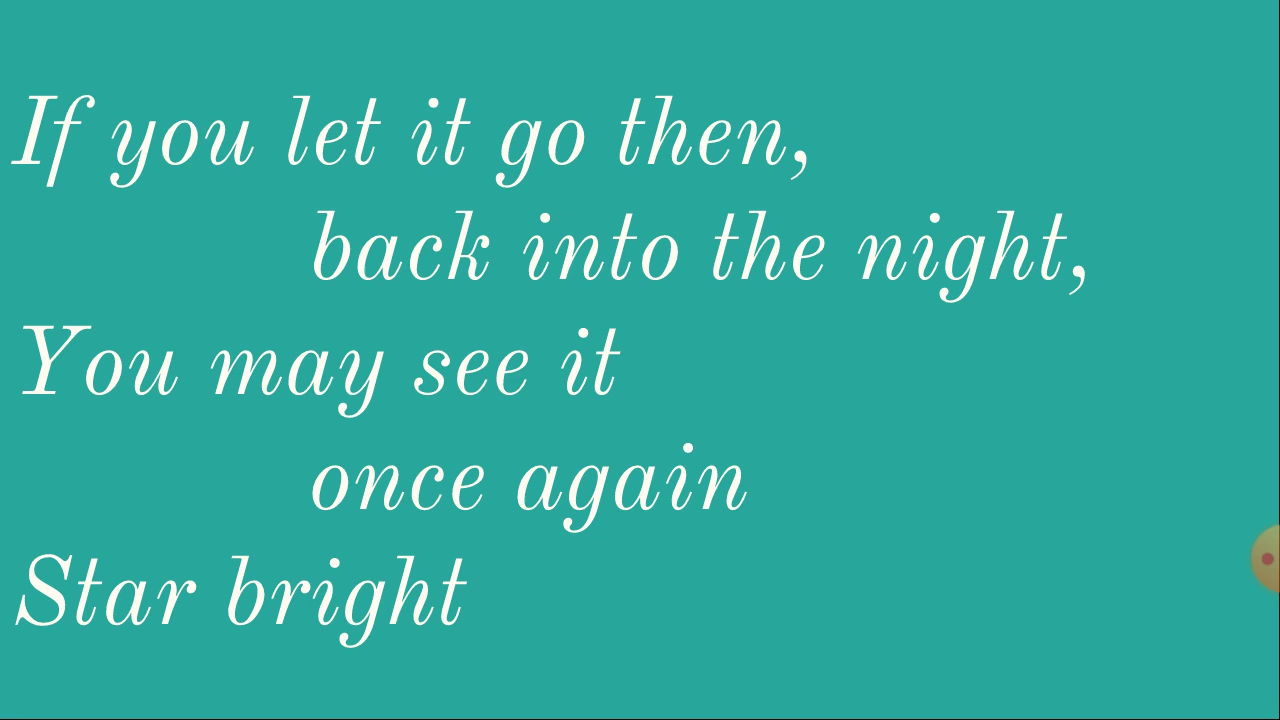 If you let it go then,
back into the night,
You may see it
once again
Star bright